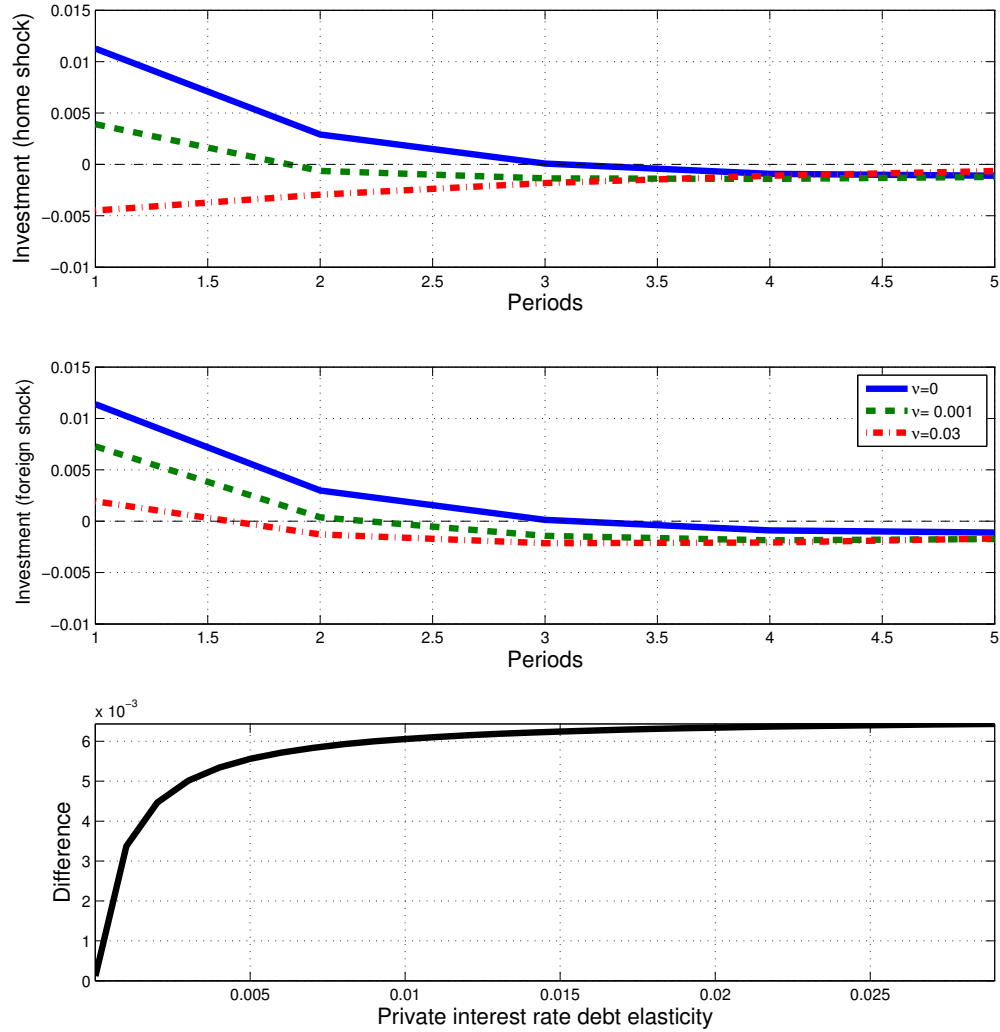 0.015
0.01
0.005
0
−0.005
−0.01
Investment (home shock)
1 1.5 2 2.5 3 3.5 4 4.5 5
Periods
0.015
0.01
0.005
0
−0.005
−0.01
Investment (foreign shock)
ν=0
ν= 0.001
ν=0.03
1 1.5 2 2.5 3 3.5 4 4.5 5
Periods
x 10⁻³
6
5
4
3
2
1
0
Difference
0.005 0.01 0.015 0.02 0.025
Private interest rate debt elasticity